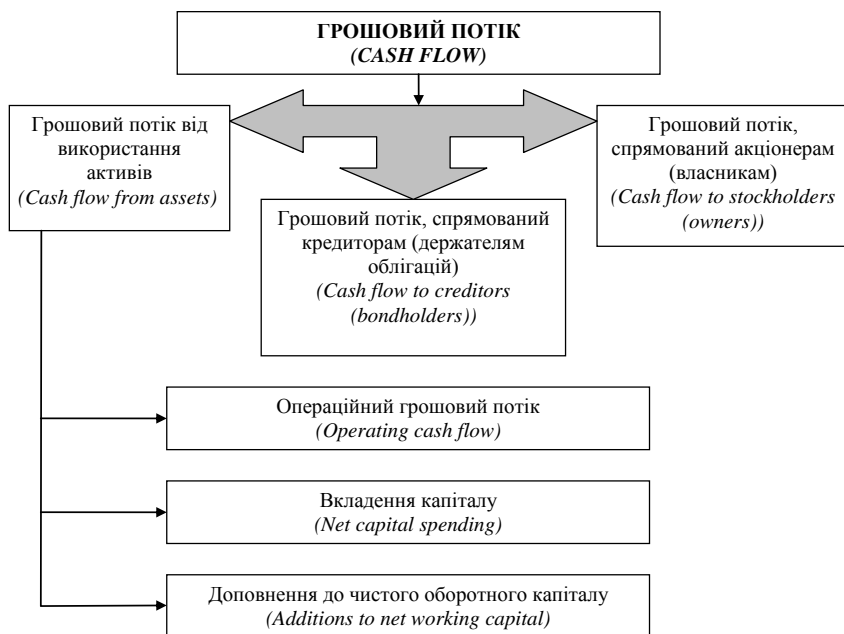 ГРОШОВИЙ ПОТІК
(CASH FLOW)
Грошовий потік від
використання
активів
(Cash flow from assets)
Грошовий потік, спрямований
кредиторам (держателям
облігацій)
(Cash flow to creditors
(bondholders))
Грошовий потік,
спрямований акціонерам
(власникам)
(Cash flow to stockholders
(owners))
Операційний грошовий потік
(Operating cash flow)
Вкладення капіталу
(Net capital spending)
Доповнення до чистого оборотного капіталу
(Additions to net working capital)